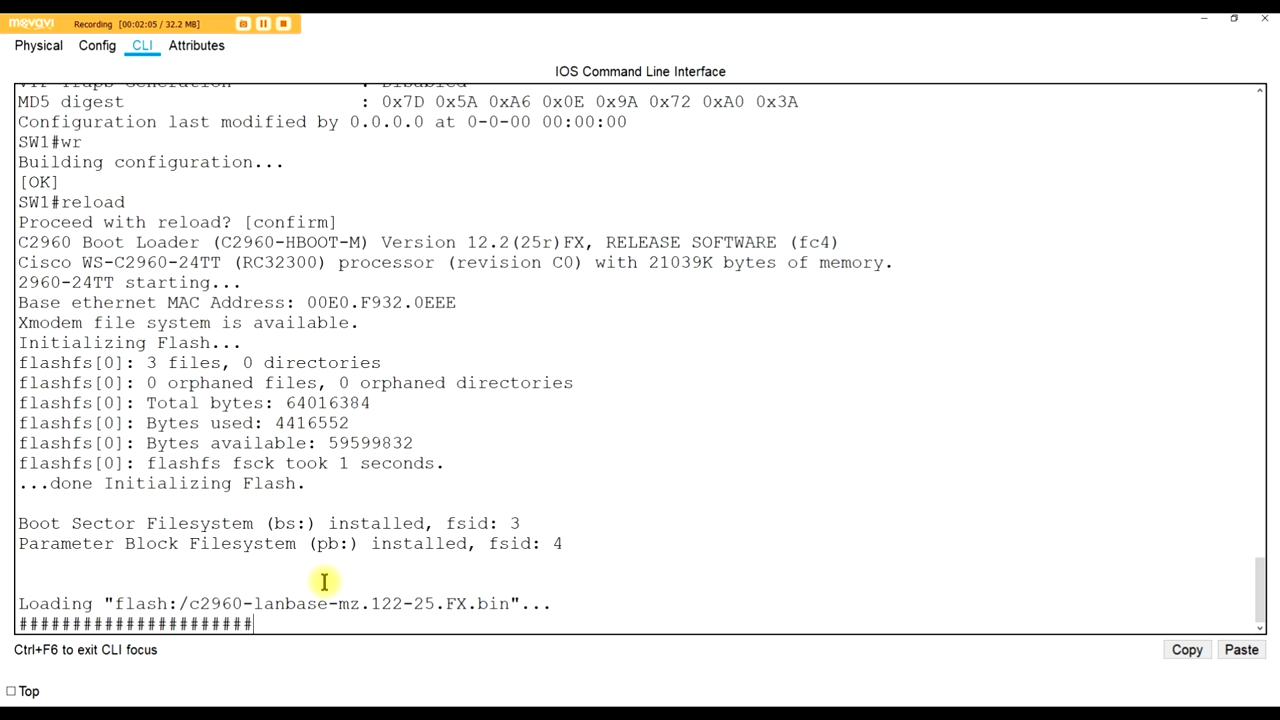 movavi
Recording [00:02:05 / 32.2 MB]
Physical Config CLI Attributes
IOS Command Line Interface
MD5 digest : 0x7D 0x5A 0xA6 0x0E 0x9A 0x72 0xA0 0x3A
Configuration last modified by 0.0.0.0 at 0-0-00 00:00:00
SW1#wr
Building configuration...
[OK]
SW1#reload
Proceed with reload? [confirm]
C2960 Boot Loader (C2960-HBOOT-M) Version 12.2(25r)FX, RELEASE SOFTWARE (fc4)
Cisco WS-C2960-24TT (RC32300) processor (revision C0) with 21039K bytes of memory.
2960-24TT starting...
Base ethernet MAC Address: 00E0.F932.0EEE
Xmodem file system is available.
Initializing Flash...
flashfs[0]: 3 files, 0 directories
flashfs[0]: 0 orphaned files, 0 orphaned directories
flashfs[0]: Total bytes: 64016384
flashfs[0]: Bytes used: 4416552
flashfs[0]: Bytes available: 59599832
flashfs[0]: flashfs fsck took 1 seconds.
...done Initializing Flash.
Boot Sector Filesystem (bs:) installed, fsid: 3
Parameter Block Filesystem (pb:) installed, fsid: 4
Loading "flash:/c2960-lanbase-mz.122-25.FX.bin"...
######################
Ctrl+F6 to exit CLI focus
Copy Paste
Top